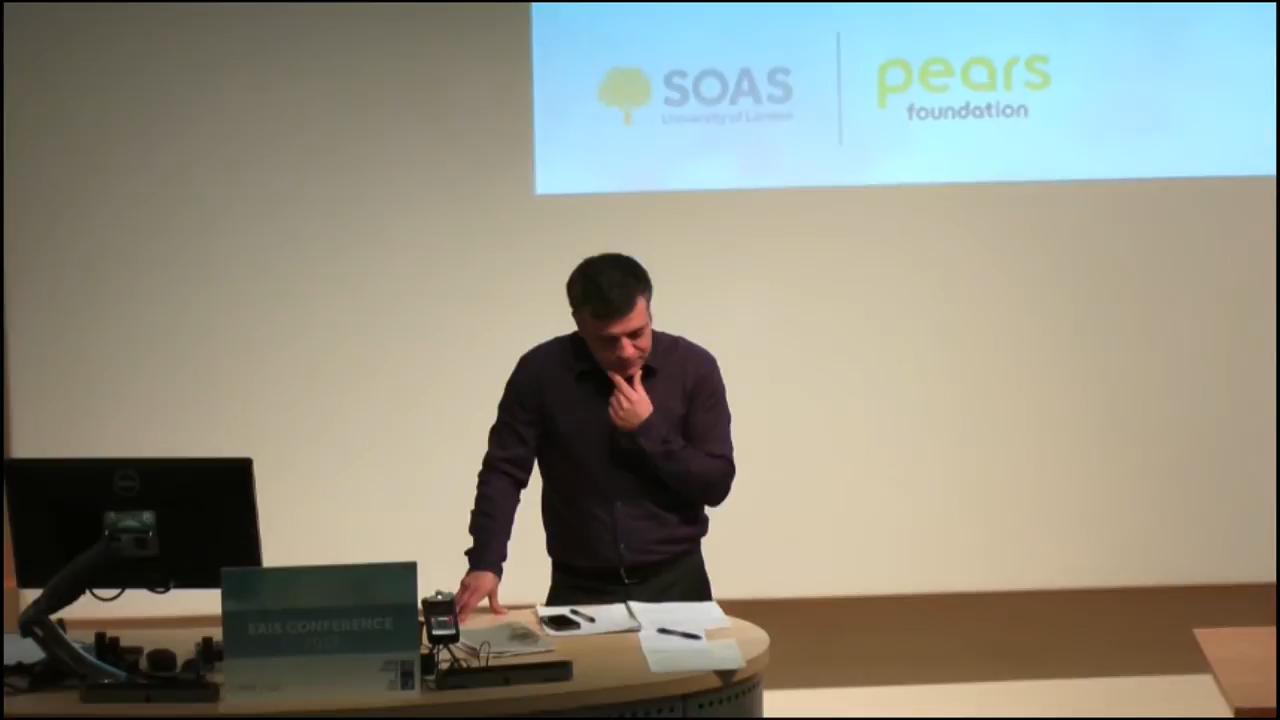 SOAS
University of London
pears
foundation
EAIS CONFERENCE